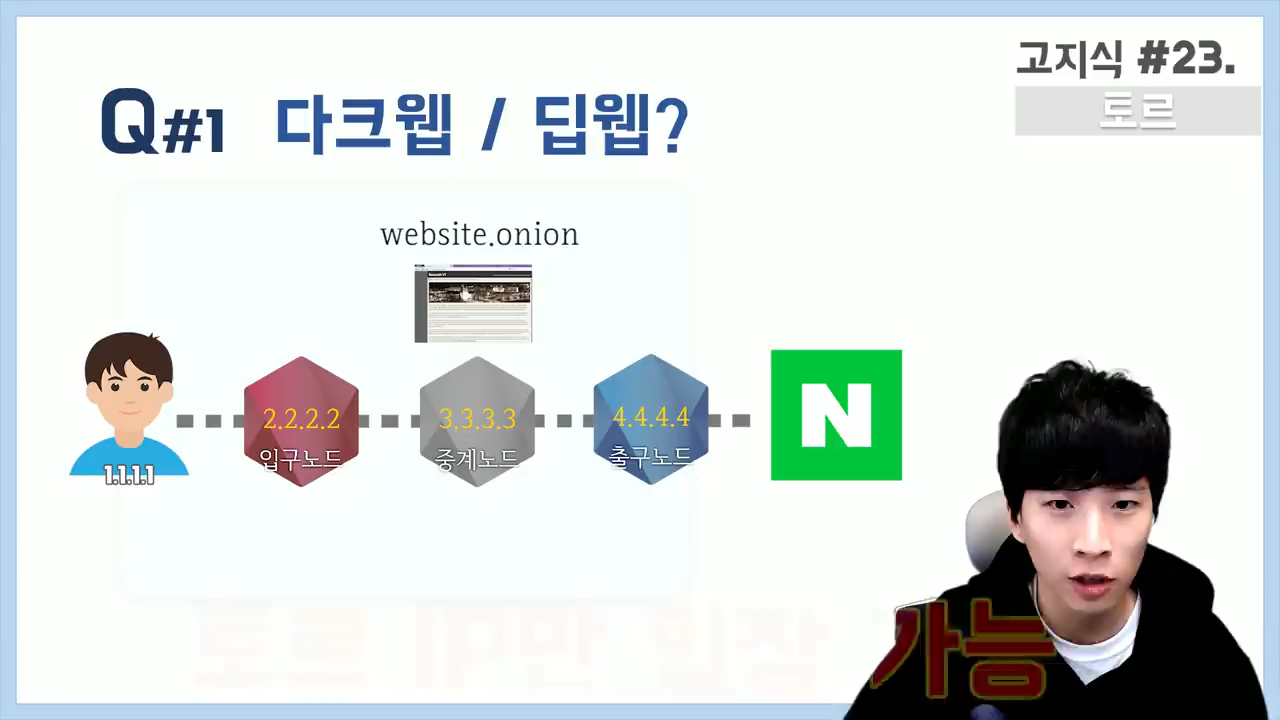 고지식 #23.
토르
Q#1 다크웹 / 딥웹?
website.onion
2.2.2.2
3.3.3.3
4.4.4.4
N
입구노드
중계노드
출구노드
1.1.1.1
토르 IP만 입장 가능